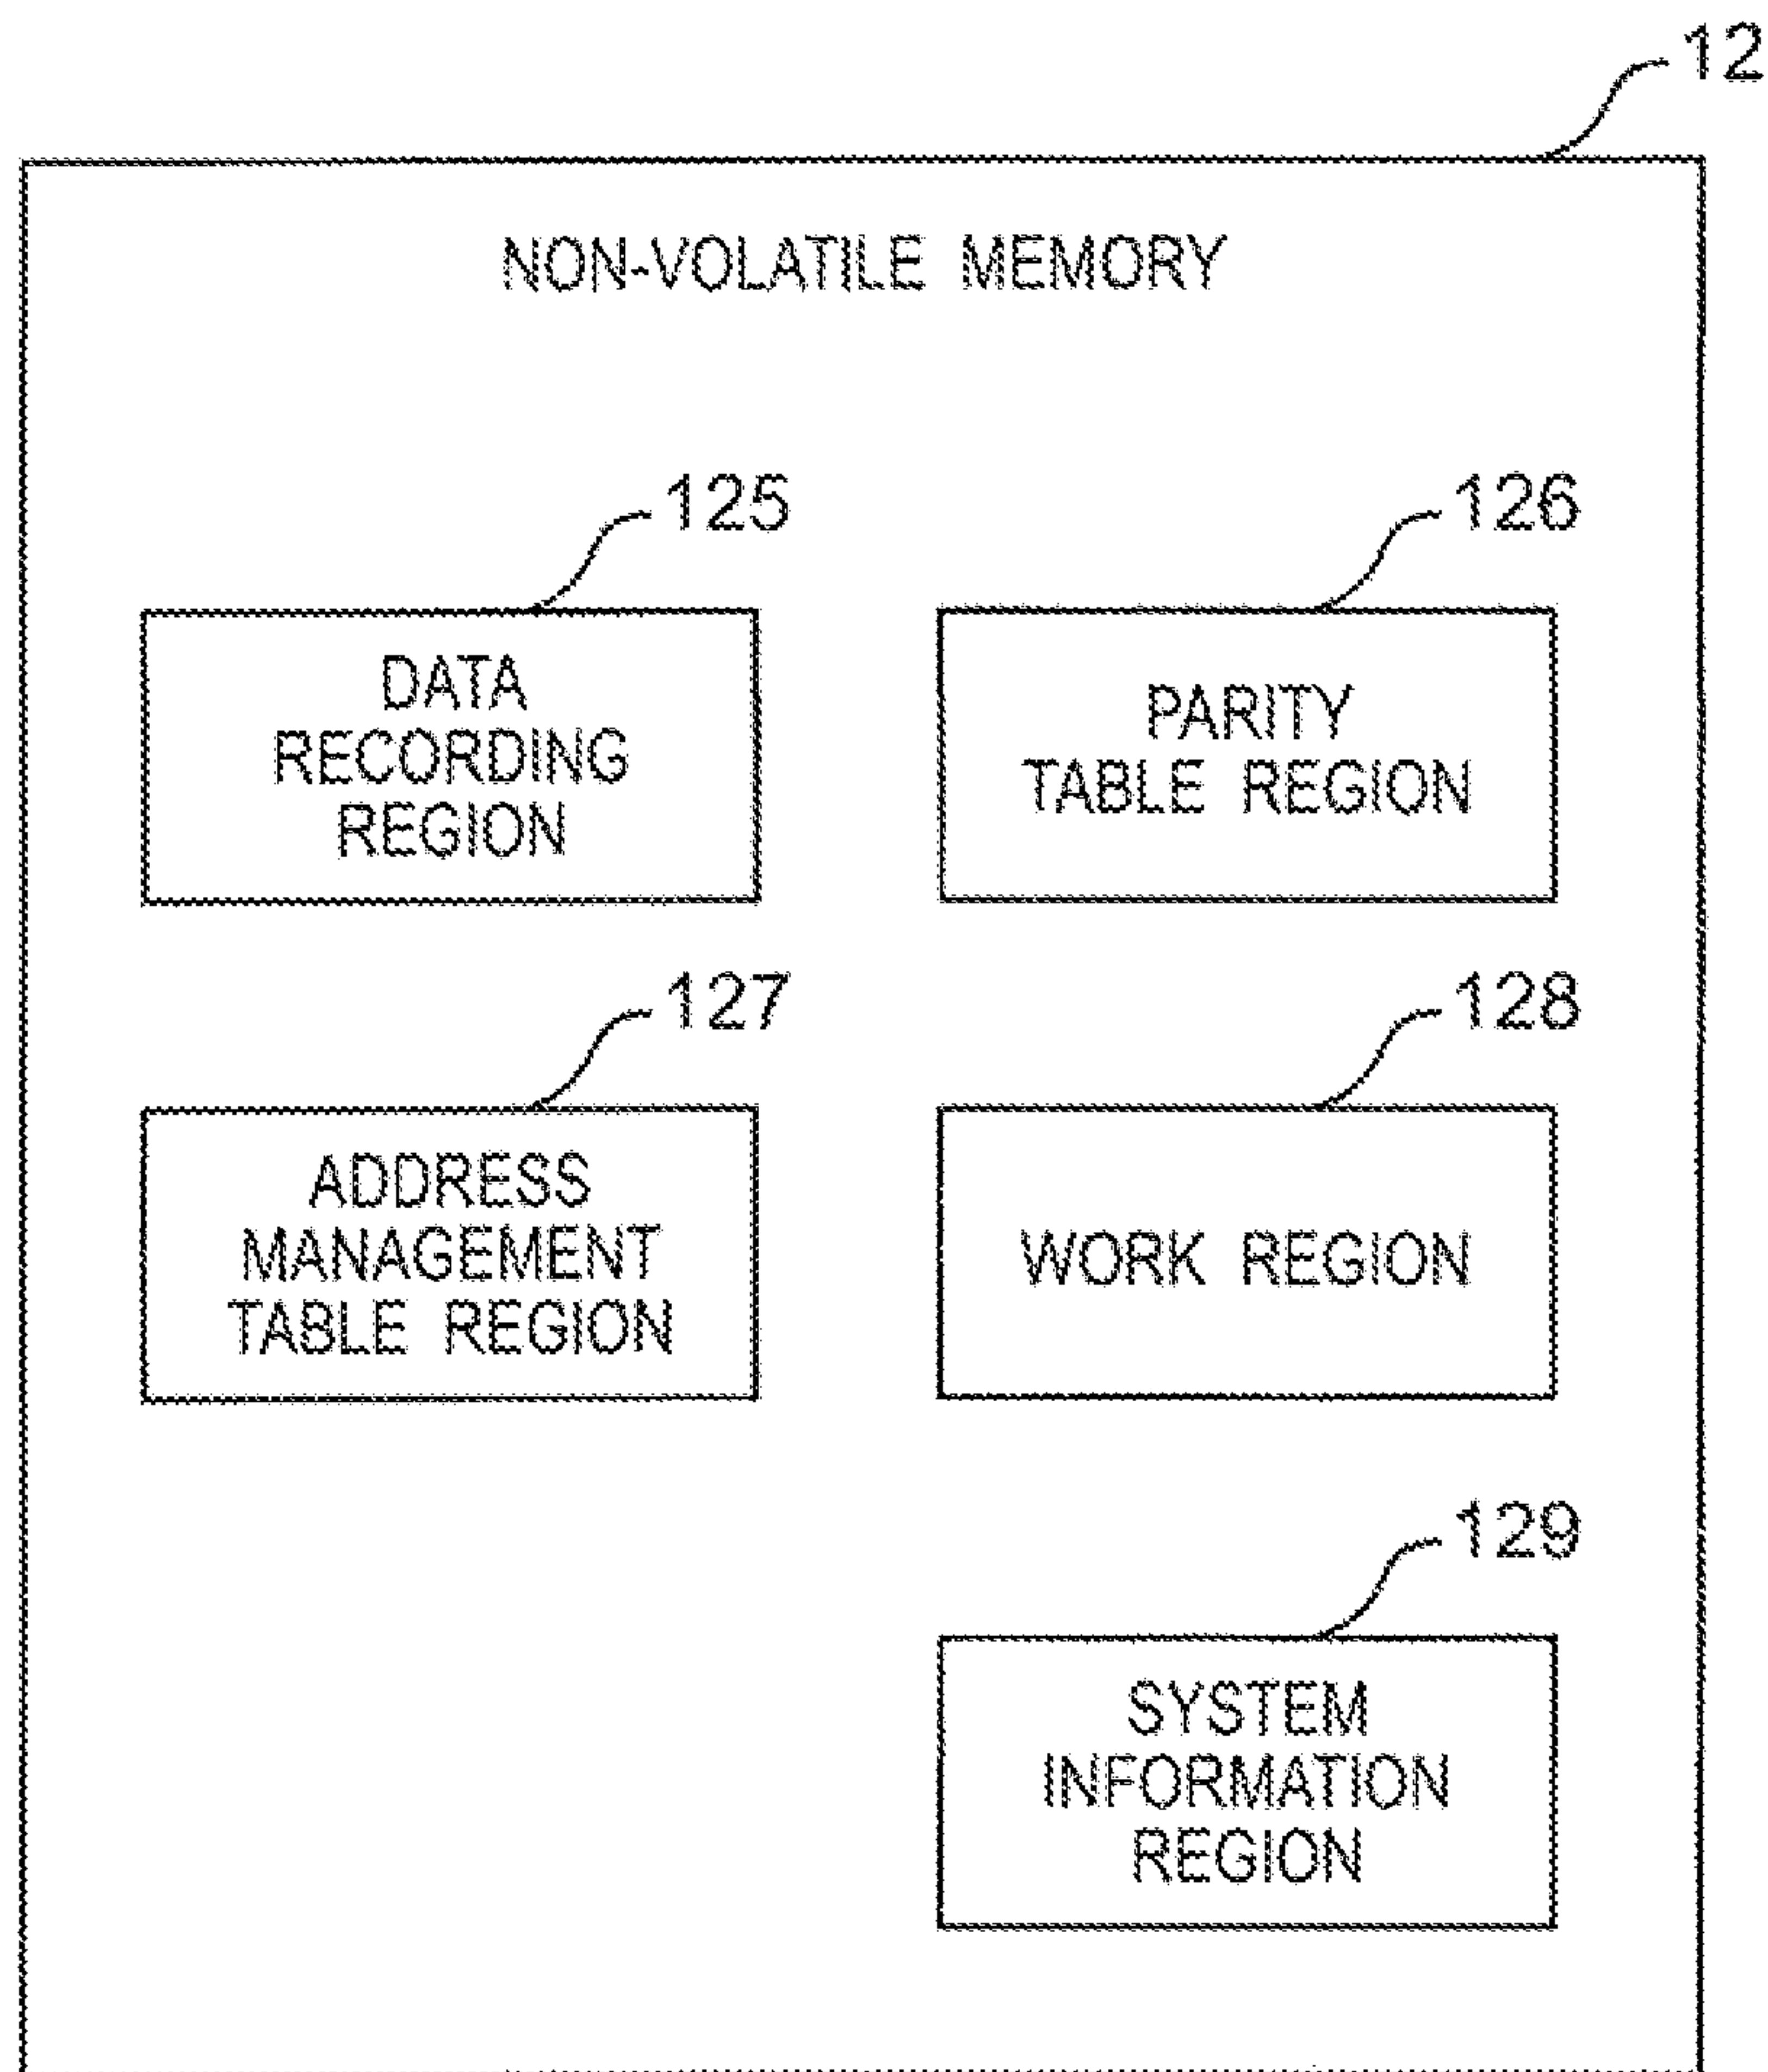 12
NON-VOLATILE MEMORY
125
DATA
RECORDING
REGION
126
PARITY
TABLE REGION
127
ADDRESS
MANAGEMENT
TABLE REGION
128
WORK REGION
129
SYSTEM
INFORMATION
REGION